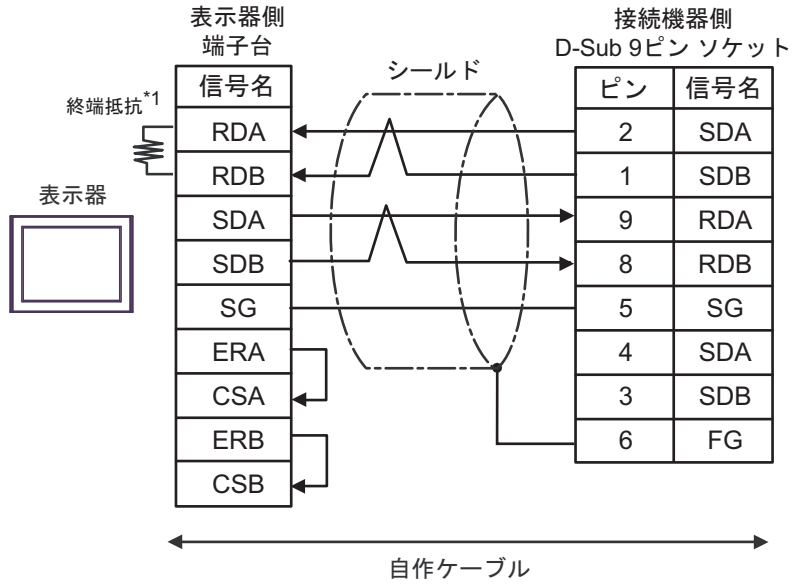 表示器側
端子台
接続機器側
D-Sub 9ピン ソケット
終端抵抗*1
シールド
表示器
信号名
RDA
RDB
SDA
SDB
SG
ERA
CSA
ERB
CSB
ピン 信号名
2 SDA
1 SDB
9 RDA
8 RDB
5 SG
4 SDA
3 SDB
6 FG
自作ケーブル